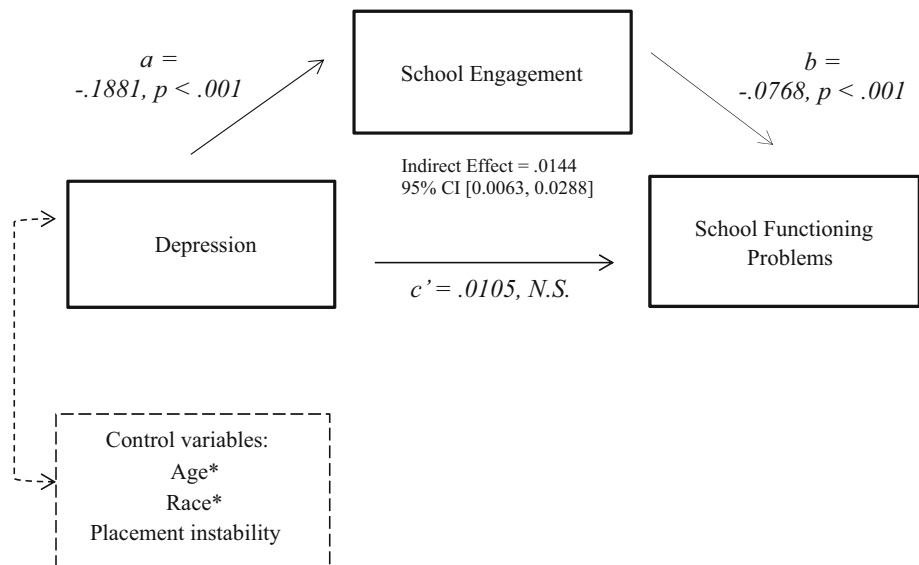 a =
-.1881, p < .001
School Engagement
b =
-.0768, p < .001
Indirect Effect = .0144
95% CI [0.0063, 0.0288]
Depression
School Functioning
Problems
c’ = .0105, N.S.
Control variables:
Age*
Race*
Placement instability